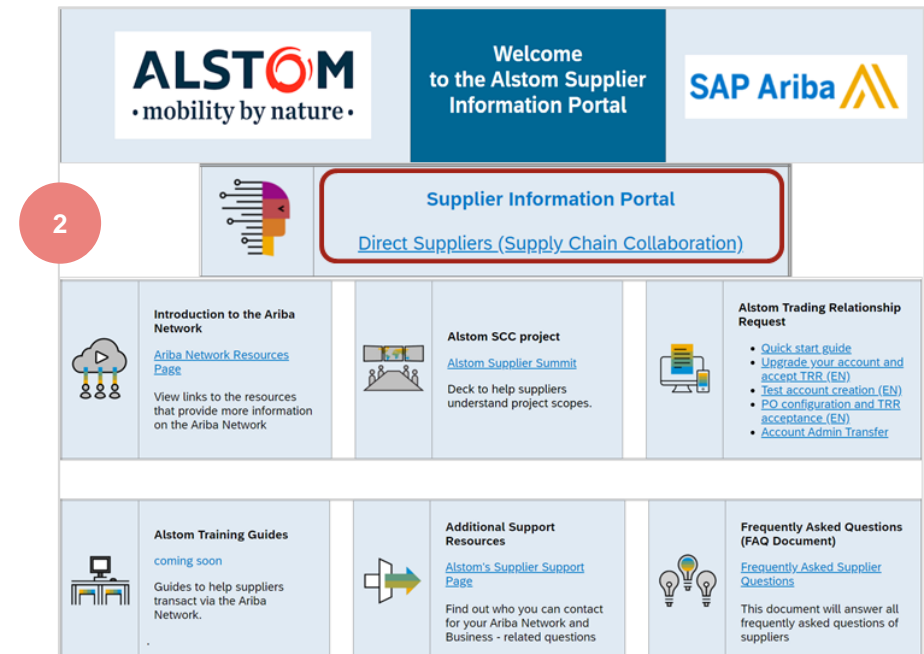 ALSTOM
• mobility by nature •
Welcome
to the Alstom Supplier
Information Portal
SAP Ariba
2
Supplier Information Portal
Direct Suppliers (Supply Chain Collaboration)
Introduction to the Ariba
Network
Ariba Network Resources
Page
View links to the resources
that provide more information
on the Ariba Network
Alstom SCC project
Alstom Supplier Summit
Deck to help suppliers
understand project scopes.
Alstom Trading Relationship
Request
• Quick start guide
• Upgrade your account and
accept TRR (EN)
• Test account creation (EN)
• PO configuration and TRR
acceptance (EN)
• Account Admin Transfer
Alstom Training Guides
coming soon
Guides to help suppliers
transact via the Ariba
Network.
.
Additional Support
Resources
Alstom's Supplier Support
Page
Find out who you can contact
for your Ariba Network and
Business - related questions
Frequently Asked Questions
(FAQ Document)
Frequently Asked Supplier
Questions
This document will answer all
frequently asked questions of
suppliers